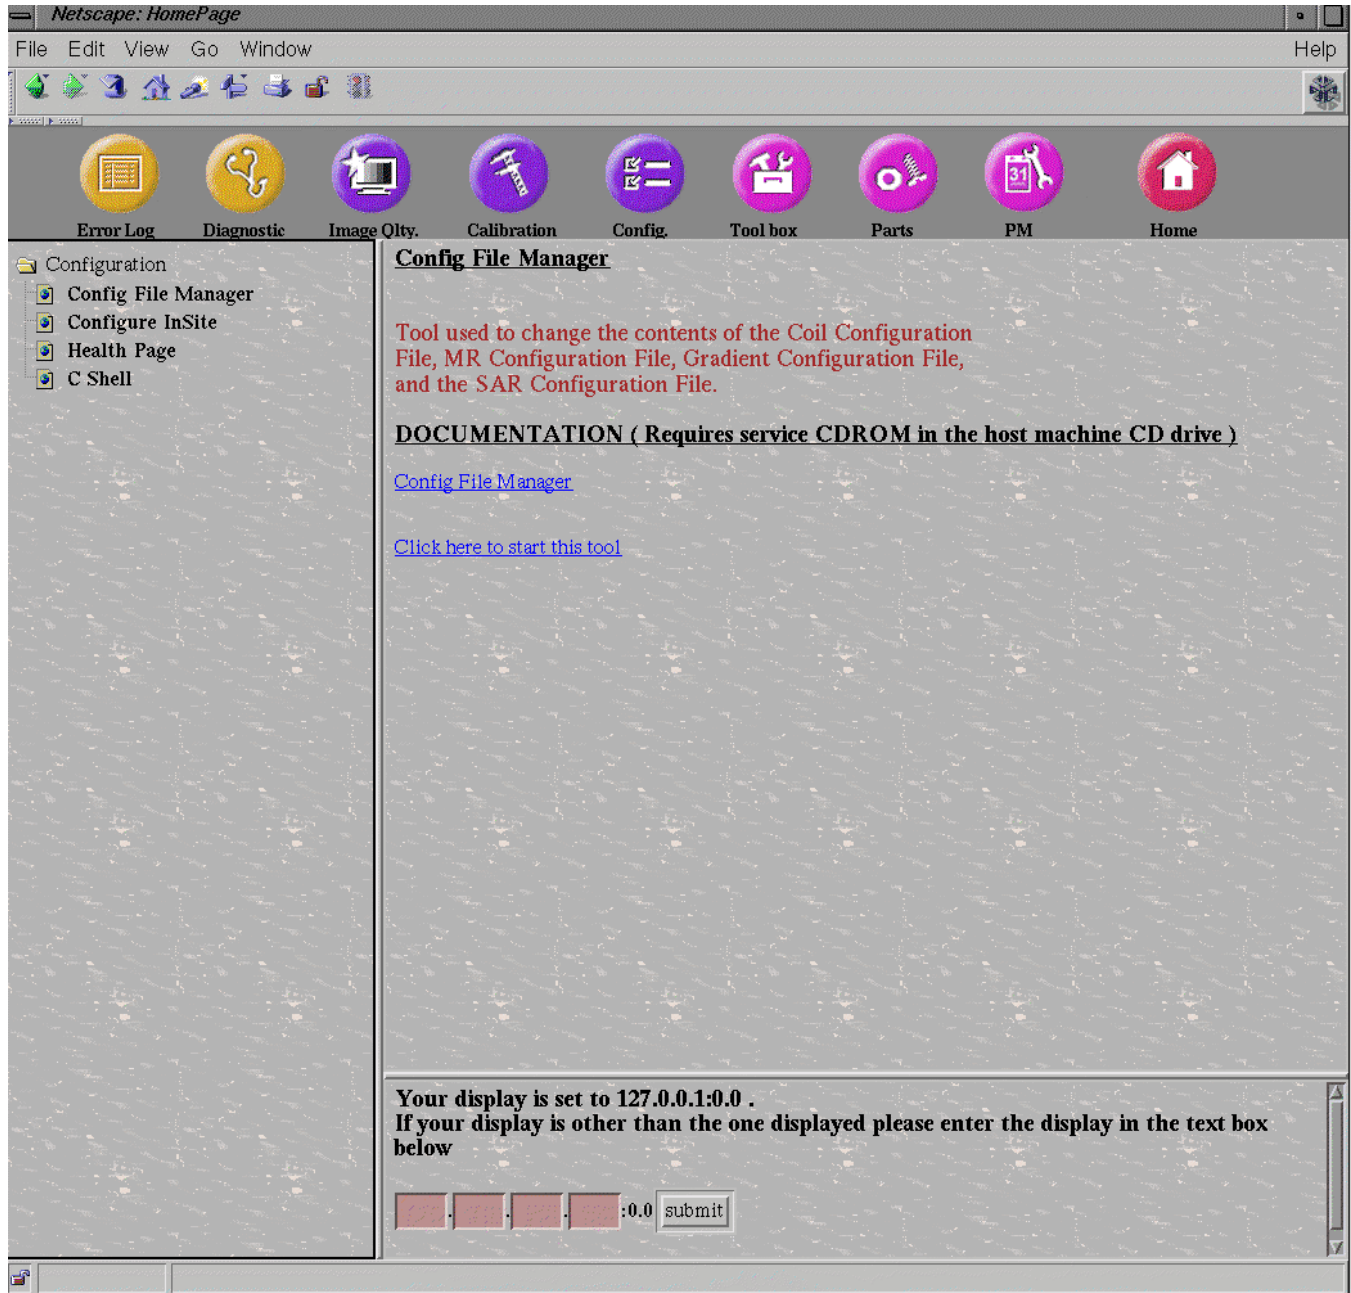 Netscape: HomePage
File Edit View Go Window Help
31
Error Log Diagnostic Image Qlty. Calibration Config. Tool box Parts PM Home
Configuration
Config File Manager
Configure InSite
Health Page
C Shell
Config File Manager
Tool used to change the contents of the Coil Configuration
File, MR Configuration File, Gradient Configuration File,
and the SAR Configuration File.
DOCUMENTATION ( Requires service CDROM in the host machine CD drive )
Config File Manager
Click here to start this tool
Your display is set to 127.0.0.1:0.0 .
If your display is other than the one displayed please enter the display in the text box
below
. . . :0.0 submit